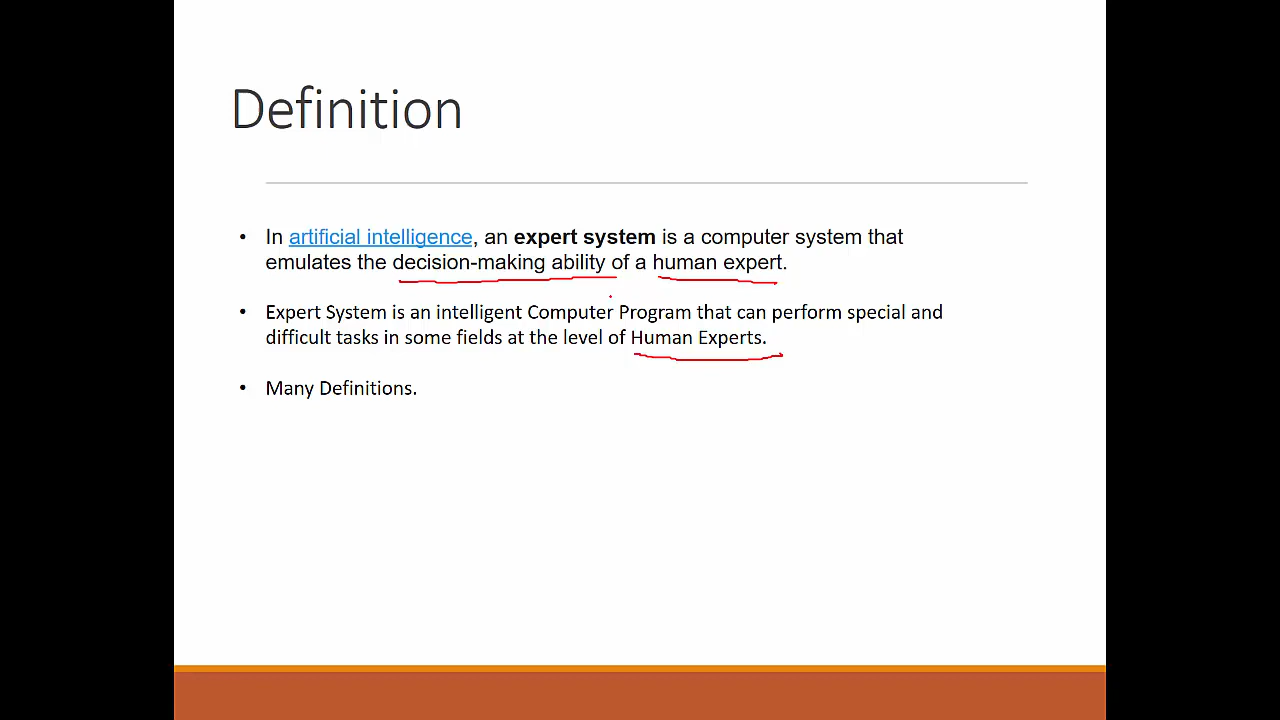 Definition
• In artificial intelligence, an expert system is a computer system that
emulates the decision-making ability of a human expert.
• Expert System is an intelligent Computer Program that can perform special and
difficult tasks in some fields at the level of Human Experts.
• Many Definitions.